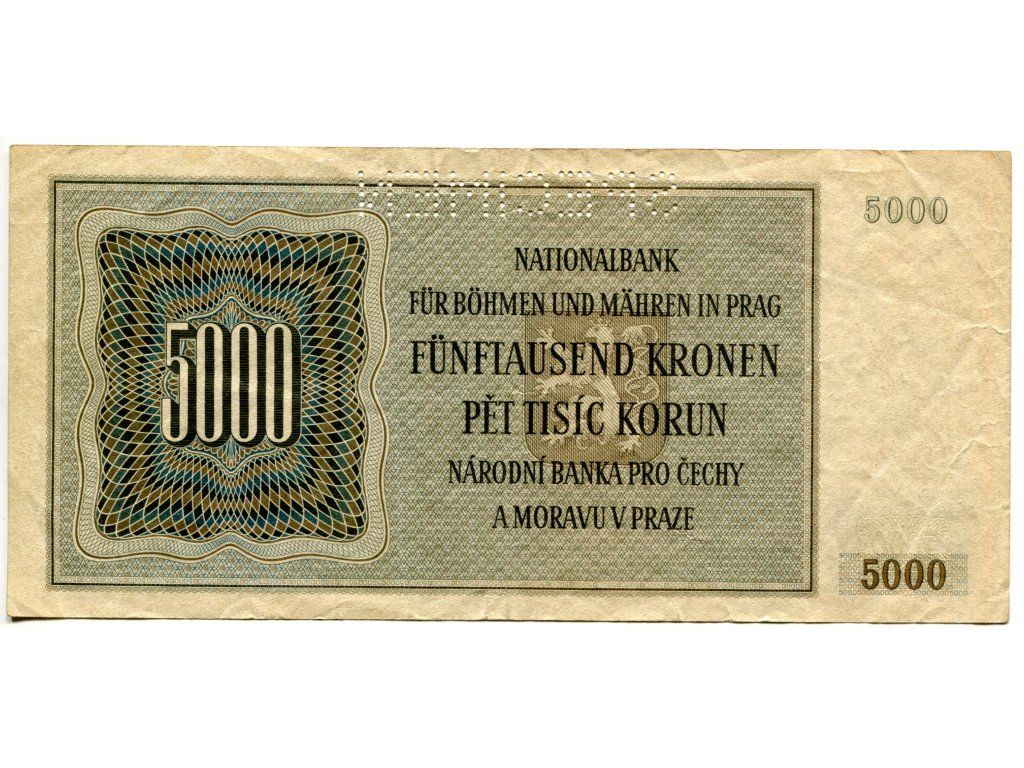 5000
NATIONALBANK
FÜR BÖHMEN UND MÄHREN IN PRAG
FÜNFTAUSEND KRONEN
PĚT TISÍC KORUN
NÁRODNÍ BANKA PRO ČECHY
A MORAVU V PRAZE
5000
5000